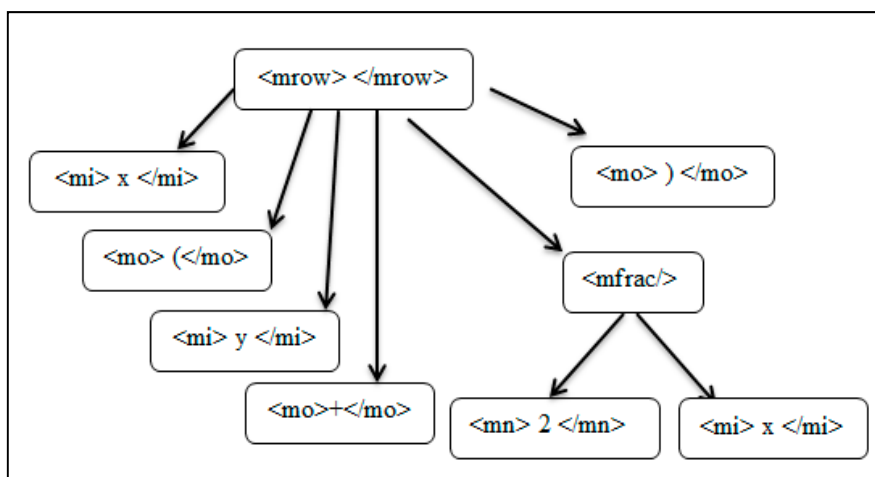 <mrow> </mrow>
<mi> x </mi>
<mo> ) </mo>
<mo> (</mo>
<mfrac/>
<mi> y </mi>
<mo>+</mo>
<mn> 2 </mn>
<mi> x </mi>